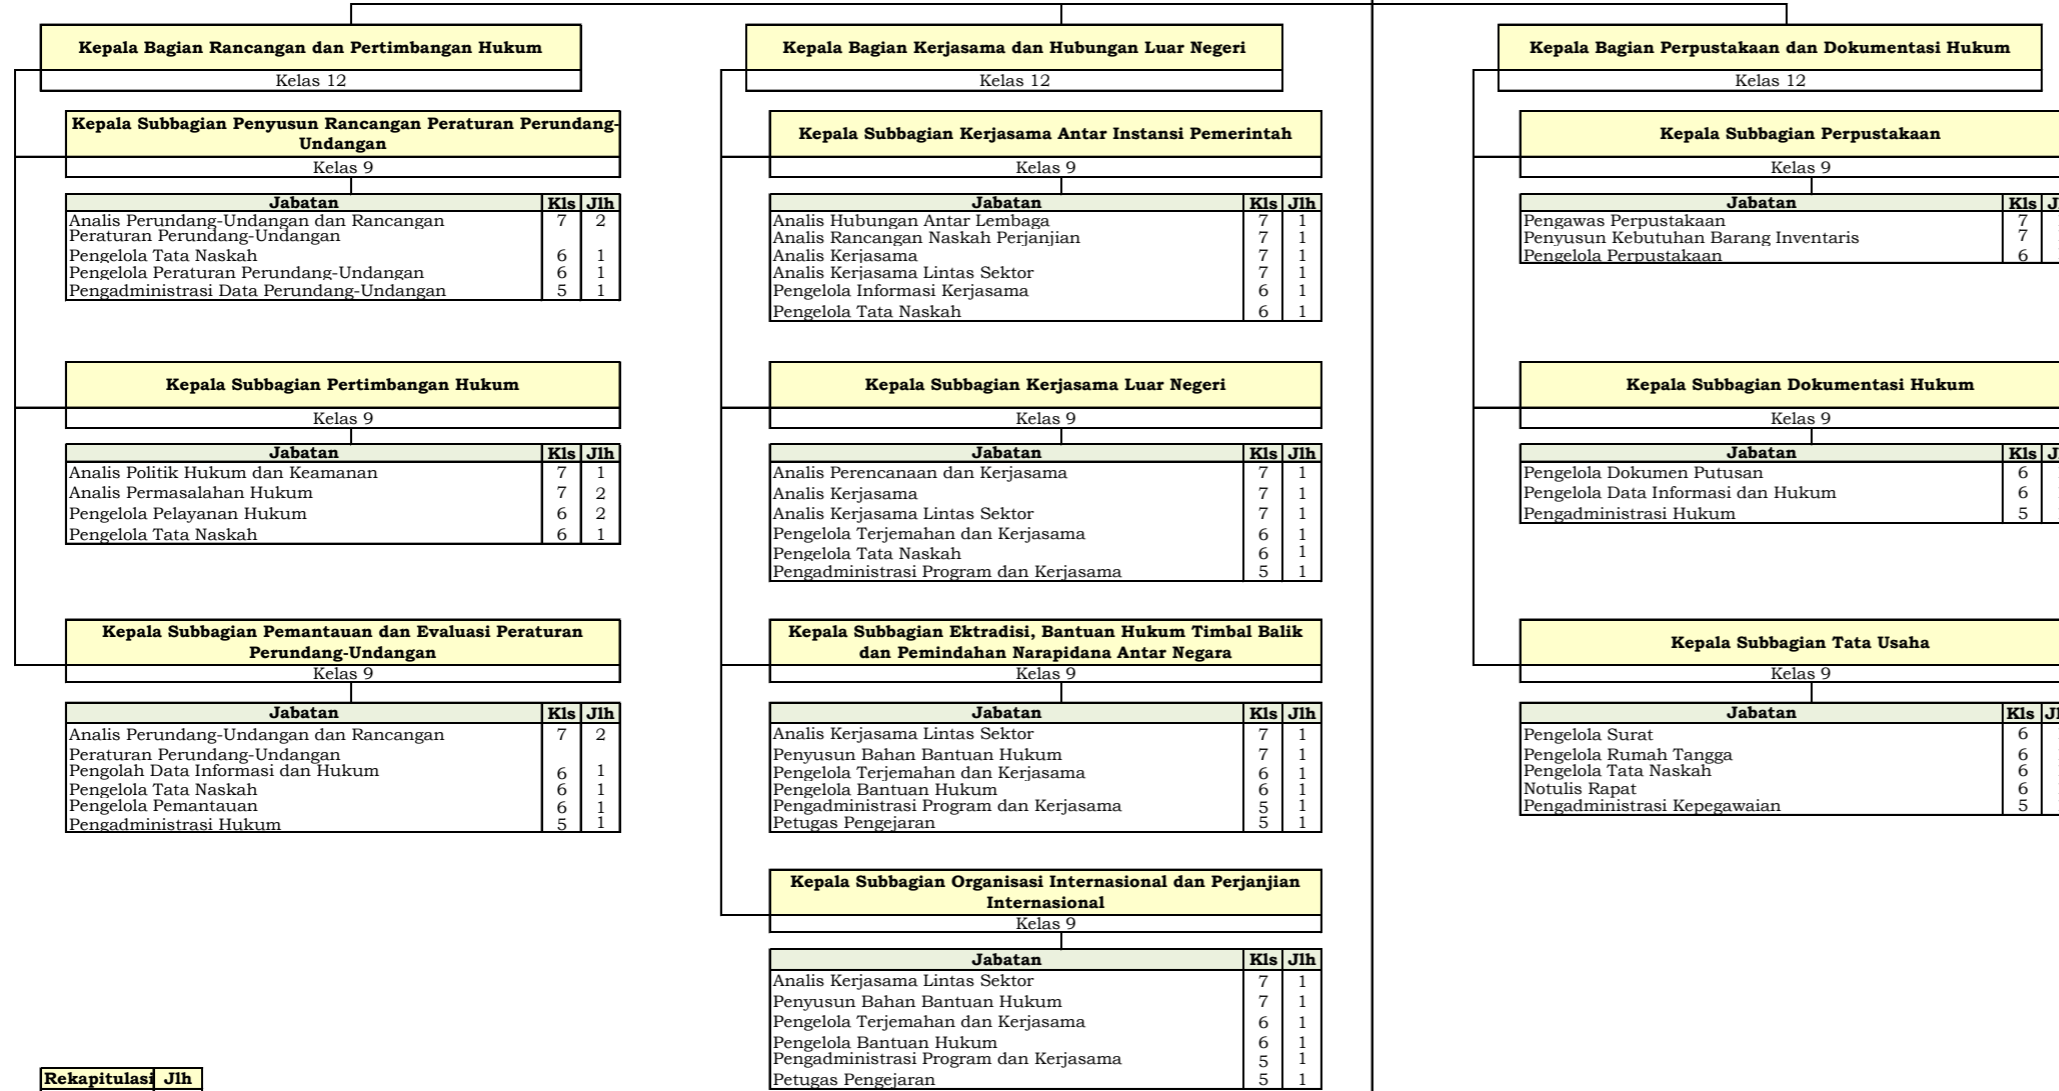 Kepala Bagian Rancangan dan Pertimbangan Hukum
Kelas 12
Kepala Subbagian Penyusun Rancangan Peraturan Perundang-
Undangan
Kelas 9
Jabatan Kls Jlh
Analis Perundang-Undangan dan Rancangan 7 2
Peraturan Perundang-Undangan
Pengelola Tata Naskah 6 1
Pengelola Peraturan Perundang-Undangan 6 1
Pengadministrasi Data Perundang-Undangan 5 1
Kepala Subbagian Pertimbangan Hukum
Kelas 9
Jabatan Kls Jlh
Analis Politik Hukum dan Keamanan 7 1
Analis Permasalahan Hukum 7 2
Pengelola Pelayanan Hukum 6 2
Pengelola Tata Naskah 6 1
Kepala Subbagian Pemantauan dan Evaluasi Peraturan
Perundang-Undangan
Kelas 9
Jabatan Kls Jlh
Analis Perundang-Undangan dan Rancangan 7 2
Peraturan Perundang-Undangan
Pengolah Data Informasi dan Hukum 6 1
Pengelola Tata Naskah 6 1
Pengelola Pemantauan 6 1
Pengadministrasi Hukum 5 1
Rekapitulasi Jlh
Kepala Bagian Kerjasama dan Hubungan Luar Negeri
Kelas 12
Kepala Subbagian Kerjasama Antar Instansi Pemerintah
Kelas 9
Jabatan Kls Jlh
Analis Hubungan Antar Lembaga 7 1
Analis Rancangan Naskah Perjanjian 7 1
Analis Kerjasama 7 1
Analis Kerjasama Lintas Sektor 7 1
Pengelola Informasi Kerjasama 6 1
Pengelola Tata Naskah 6 1
Kepala Subbagian Kerjasama Luar Negeri
Kelas 9
Jabatan Kls Jlh
Analis Perencanaan dan Kerjasama 7 1
Analis Kerjasama 7 1
Analis Kerjasama Lintas Sektor 7 1
Pengelola Terjemahan dan Kerjasama 6 1
Pengelola Tata Naskah 6 1
Pengadministrasi Program dan Kerjasama 5 1
Kepala Subbagian Ektradisi, Bantuan Hukum Timbal Balik
dan Pemindahan Narapidana Antar Negara
Kelas 9
Jabatan Kls Jlh
Analis Kerjasama Lintas Sektor 7 1
Penyusun Bahan Bantuan Hukum 7 1
Pengelola Terjemahan dan Kerjasama 6 1
Pengelola Bantuan Hukum 6 1
Pengadministrasi Program dan Kerjasama 5 1
Petugas Pengejaran 5 1
Kepala Subbagian Organisasi Internasional dan Perjanjian
Internasional
Kelas 9
Jabatan Kls Jlh
Analis Kerjasama Lintas Sektor 7 1
Penyusun Bahan Bantuan Hukum 7 1
Pengelola Terjemahan dan Kerjasama 6 1
Pengelola Bantuan Hukum 6 1
Pengadministrasi Program dan Kerjasama 5 1
Petugas Pengejaran 5 1
Kepala Bagian Perpustakaan dan Dokumentasi Hukum
Kelas 12
Kepala Subbagian Perpustakaan
Kelas 9
Jabatan Kls
Pengawas Perpustakaan 7
Penyusun Kebutuhan Barang Inventaris 7
Pengelola Perpustakaan 6
Kepala Subbagian Dokumentasi Hukum
Kelas 9
Jabatan Kls
Pengelola Dokumen Putusan 6
Pengelola Data Informasi dan Hukum 6
Pengadministrasi Hukum 5
Kepala Subbagian Tata Usaha
Kelas 9
Jabatan Kls
Pengelola Surat 6
Pengelola Rumah Tangga 6
Pengelola Tata Naskah 6
Notulis Rapat 6
Pengadministrasi Kepegawaian 5